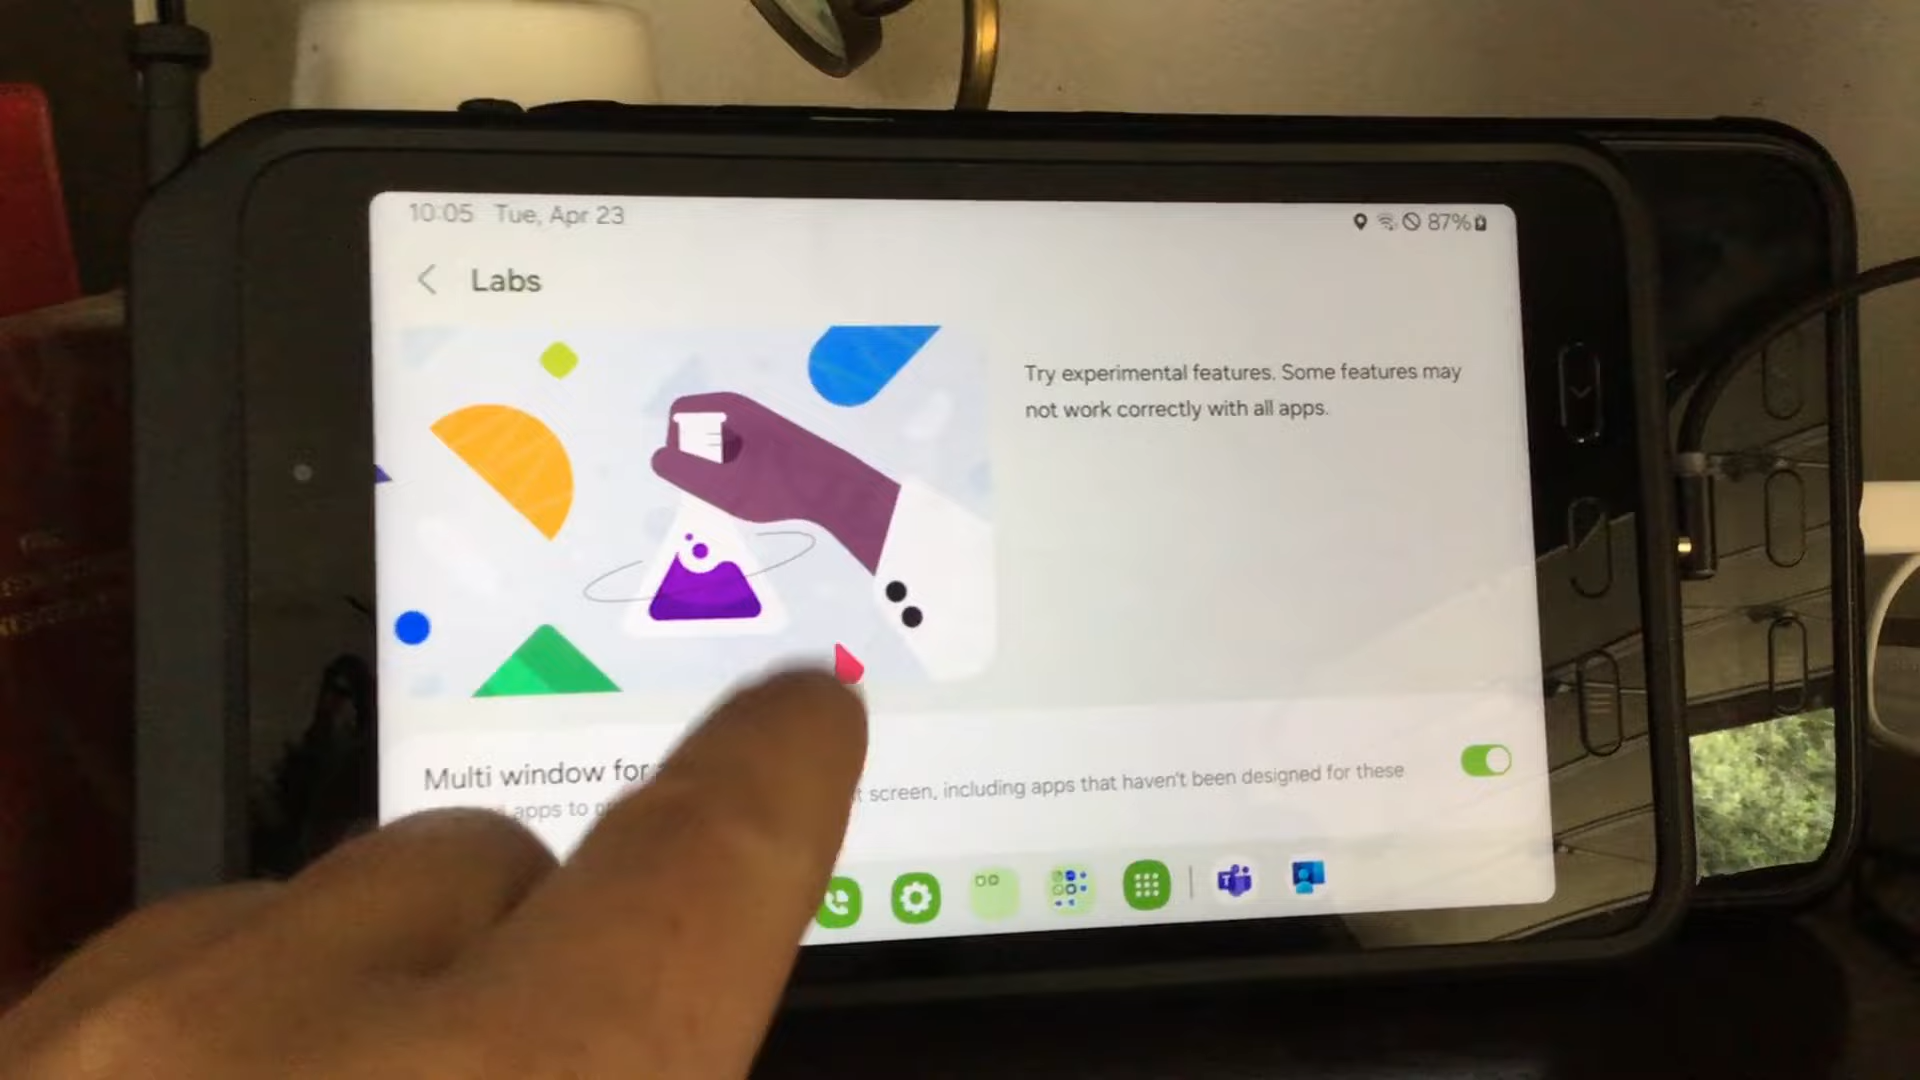 10:05 Tue, Apr 23
87%
Labs
Try experimental features. Some features may
not work correctly with all apps.
Multi window for
apps to
screen, including apps that haven't been designed for these